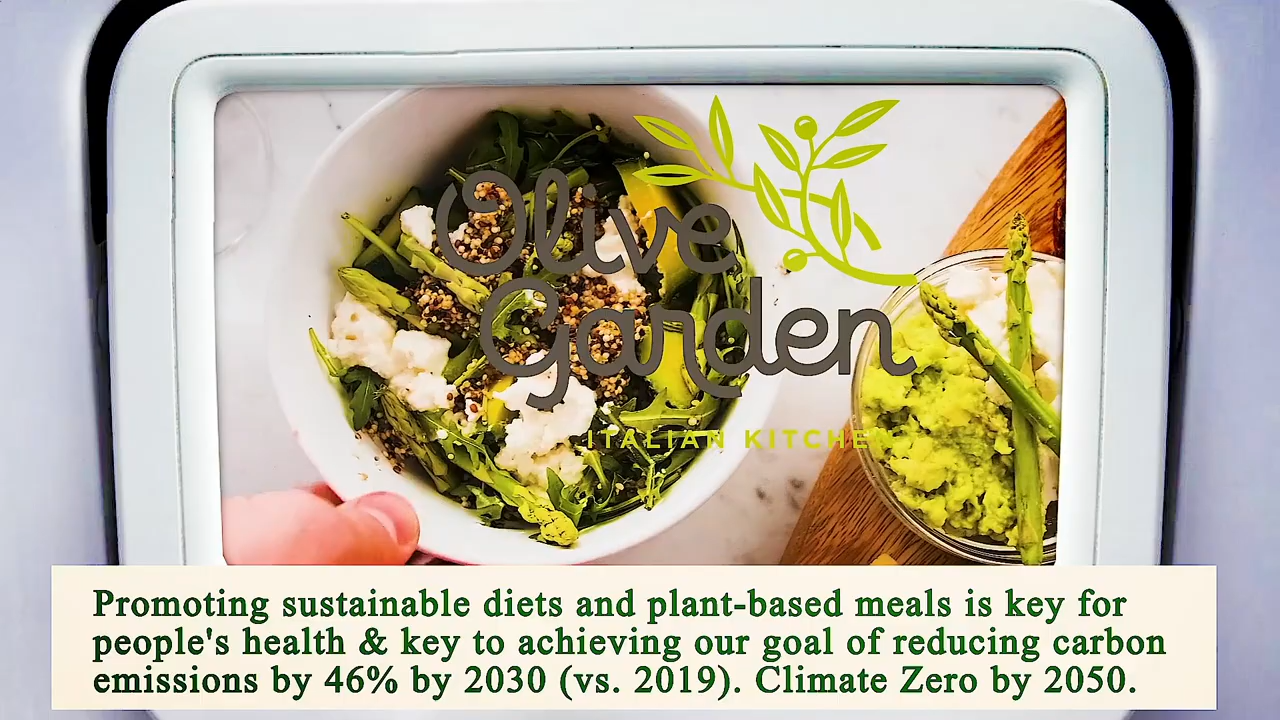 Olive
Garden
ITALIAN KITCHEN
Promoting sustainable diets and plant-based meals is key for
people's health & key to achieving our goal of reducing carbon
emissions by 46% by 2030 (vs. 2019). Climate Zero by 2050.